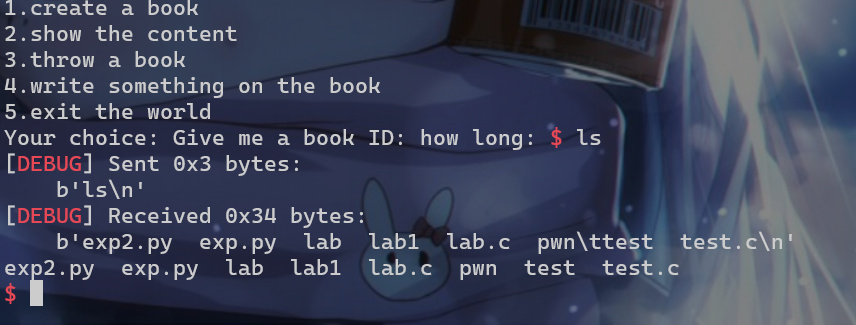 1.create a book
2.show the content
3.throw a book
4.write something on the book
5.exit the world
Your choice: Give me a book ID: how long: $ ls
[DEBUG] Sent 0x3 bytes:
    b'ls\n'
[DEBUG] Received 0x34 bytes:
    b'exp2.py  exp.py  lab  lab1  lab.c  pwn\ttest  test.c\n'
exp2.py  exp.py  lab  lab1  lab.c  pwn  test  test.c
$